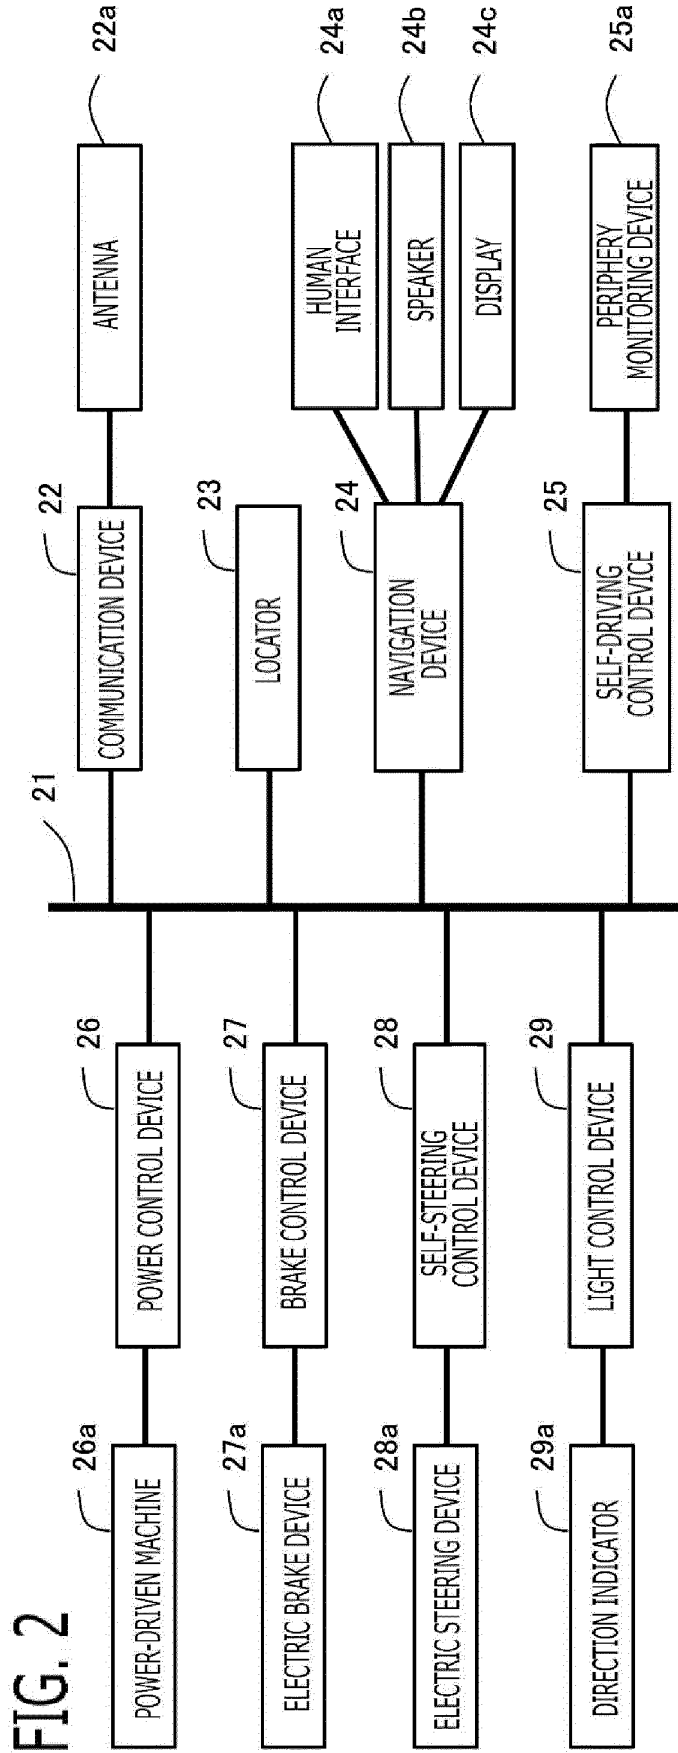 FIG. 2
26a
POWER-DRIVEN MACHINE
26
POWER CONTROL DEVICE
21
22
COMMUNICATION DEVICE
22a
ANTENNA
27a
ELECTRIC BRAKE DEVICE
27
BRAKE CONTROL DEVICE
23
LOCATOR
24a
HUMAN
INTERFACE
28a
ELECTRIC STEERING DEVICE
28
SELF-STEERING
CONTROL DEVICE
24
NAVIGATION
DEVICE
24b
SPEAKER
24c
DISPLAY
29a
DIRECTION INDICATOR
29
LIGHT CONTROL DEVICE
25
SELF-DRIVING
CONTROL DEVICE
25a
PERIPHERY
MONITORING DEVICE